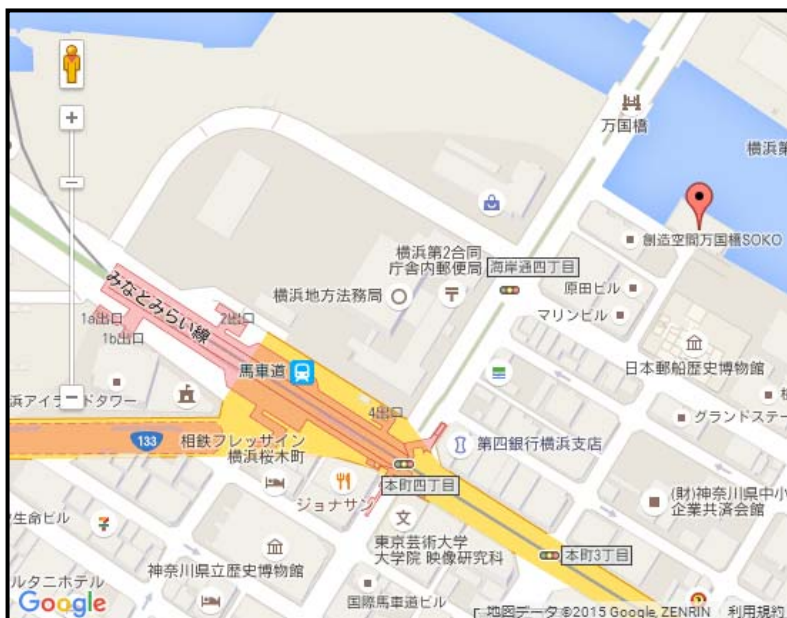 万国橋
横浜第
創造空間万国橋SOKO
横浜第2合同
庁舎内郵便局
海岸通四丁目
横浜地方法務局
原田ビル
マリンビル
みなとみらい線
1a出口
1b出口
2出口
日本郵船歴史博物館
馬車道
浜アイランドタワー
4出口
グランドステー
133
相鉄フレッサイン
横浜桜木町
第四銀行横浜支店
本町四丁目
ジョナサン
(財)神奈川県中小
企業共済会館
生命ビル
東京芸術大学
大学院 映像研究科
本町3丁目
神奈川県立歴史博物館
ルタニホテル
国際馬車道ビル
Google
地図データ ©2015 Google, ZENRIN
利用規約